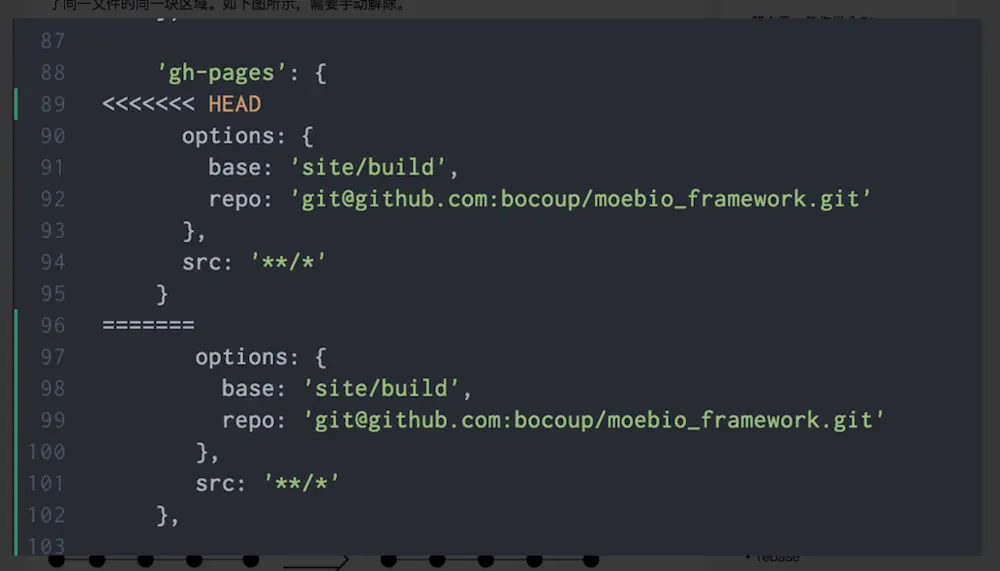 了同一文件的同一块区域。如下图所示，需要手动解除。
87
88 'gh-pages': {
89 <<<<<<< HEAD
90 options: {
91 base: 'site/build',
92 repo: 'git@github.com:bocoup/moebio_framework.git'
93 },
94 src: '**/*'
95 }
96 =======
97 options: {
98 base: 'site/build',
99 repo: 'git@github.com:bocoup/moebio_framework.git'
100 },
101 src: '**/*'
102 },
103
• rebase